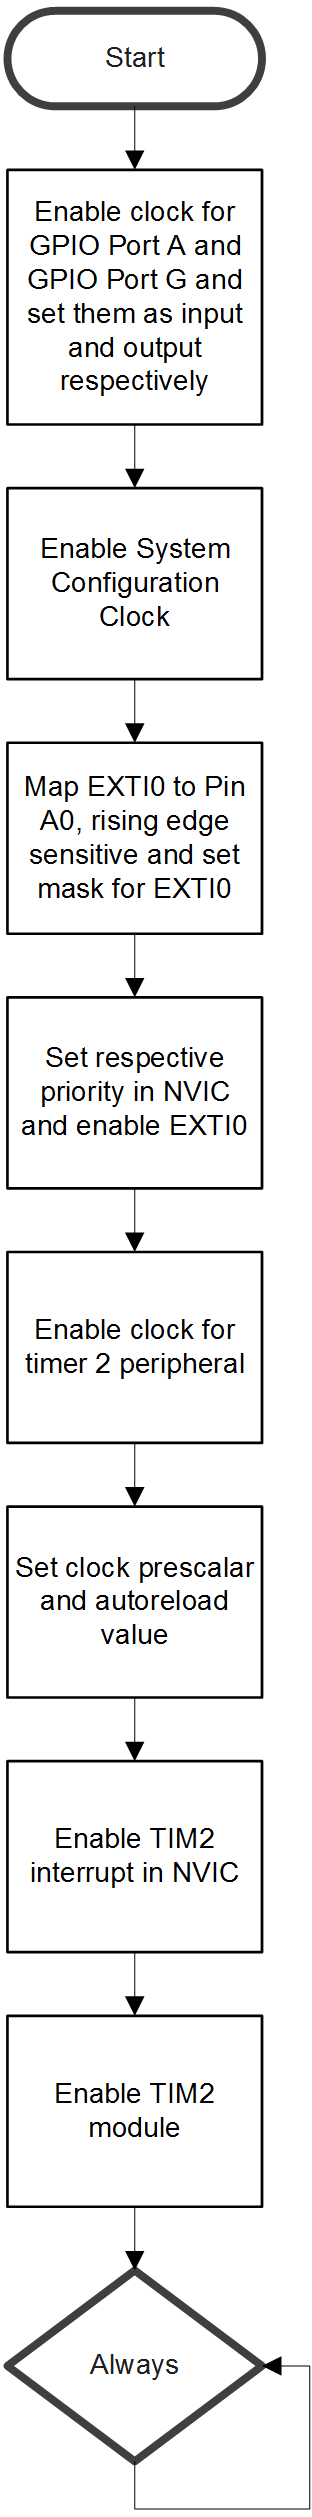 Start
Enable clock for
GPIO Port A and
GPIO Port G and
set them as input
and output
respectively
Enable System
Configuration
Clock
Map EXTI0 to Pin
A0, rising edge
sensitive and set
mask for EXTI0
Set respective
priority in NVIC
and enable EXTI0
Enable clock for
timer 2 peripheral
Set clock prescalar
and autoreload
value
Enable TIM2
interrupt in NVIC
Enable TIM2
module
Always